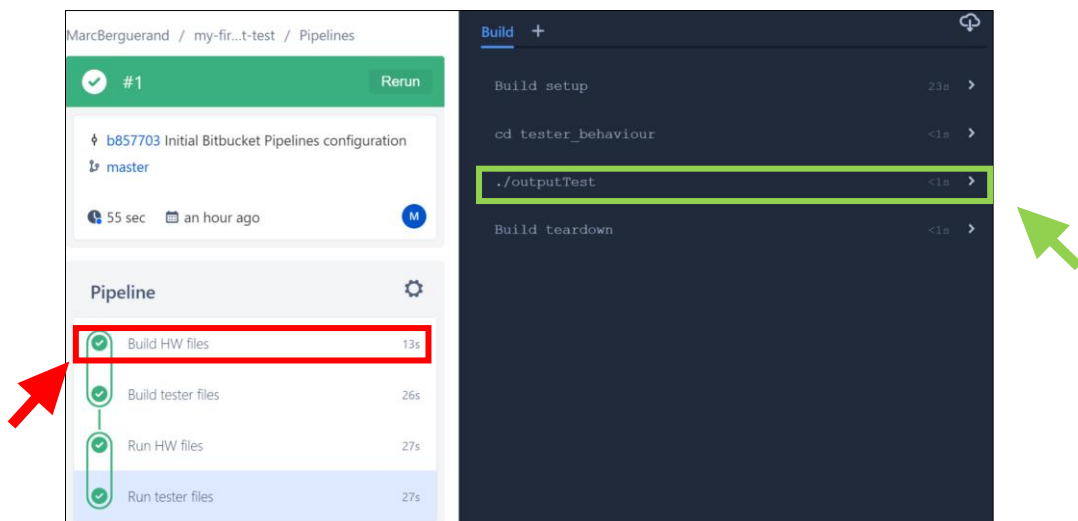 MarcBerguerand / my-fir...t-test / Pipelines
#1 Rerun
b857703 Initial Bitbucket Pipelines configuration
master
55 sec an hour ago M
Pipeline
Build HW files 13s
Build tester files 26s
Run HW files 27s
Run tester files 27s
Build +
Build setup 23s >
cd tester_behaviour <1s >
./outputTest <1s >
Build teardown <1s >